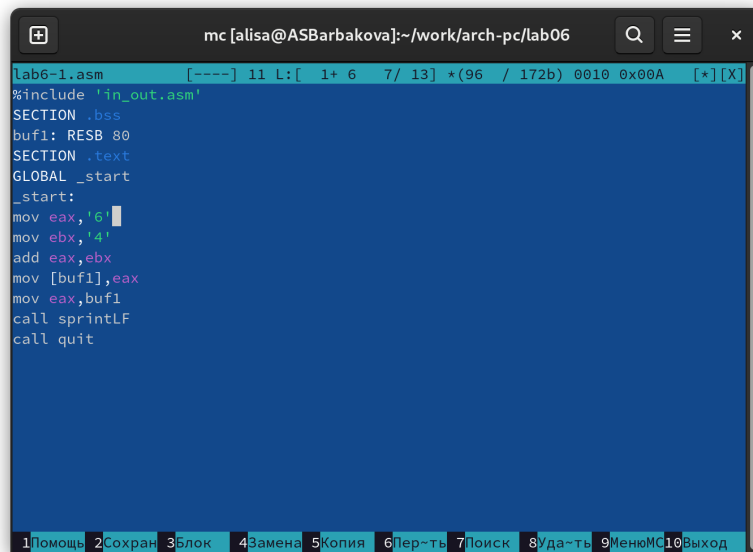 mc [alisa@ASBarbakova]:~/work/arch-pc/lab06
lab6-1.asm [----] 11 L:[ 1+ 6 7/ 13] *(96 / 172b) 0010 0x00A [*][X]
%include 'in_out.asm'
SECTION .bss
buf1: RESB 80
SECTION .text
GLOBAL _start
_start:
mov eax,'6'
mov ebx,'4'
add eax,ebx
mov [buf1],eax
mov eax,buf1
call sprintLF
call quit
1Помощь 2Сохран 3Блок 4Замена 5Копия 6Пер~ть 7Поиск 8Уда~ть 9МенюMC 10Выход